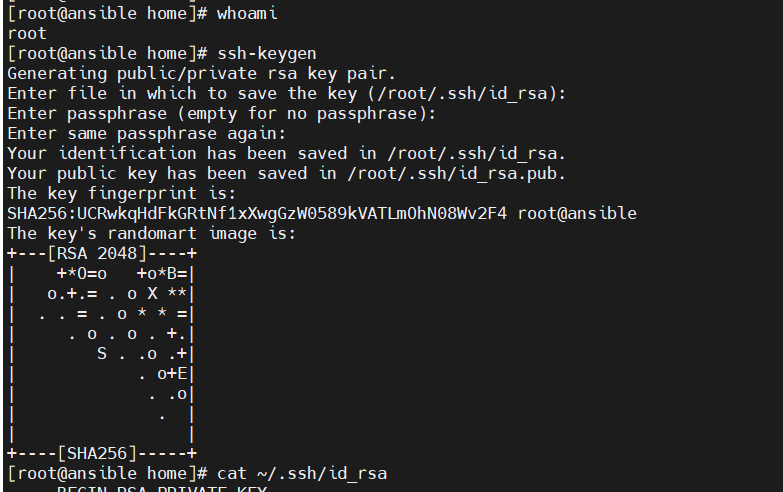 [root@ansible home]# whoami
root
[root@ansible home]# ssh-keygen
Generating public/private rsa key pair.
Enter file in which to save the key (/root/.ssh/id_rsa):
Enter passphrase (empty for no passphrase):
Enter same passphrase again:
Your identification has been saved in /root/.ssh/id_rsa.
Your public key has been saved in /root/.ssh/id_rsa.pub.
The key fingerprint is:
SHA256:UCRwkqHdFkGRtNf1xXwgGzW0589kVATLmOhN08Wv2F4 root@ansible
The key's randomart image is:
+---[RSA 2048]----+
|    +*O=o   +o*B=|
|   o.+.= . o X **|
|  . . = . o * * =|
|     . o . o . +.|
|        S . .o .+|
|            . o+E|
|             . .o|
|              .  |
|                 |
+----[SHA256]-----+
[root@ansible home]# cat ~/.ssh/id_rsa
-----BEGIN RSA PRIVATE KEY-----